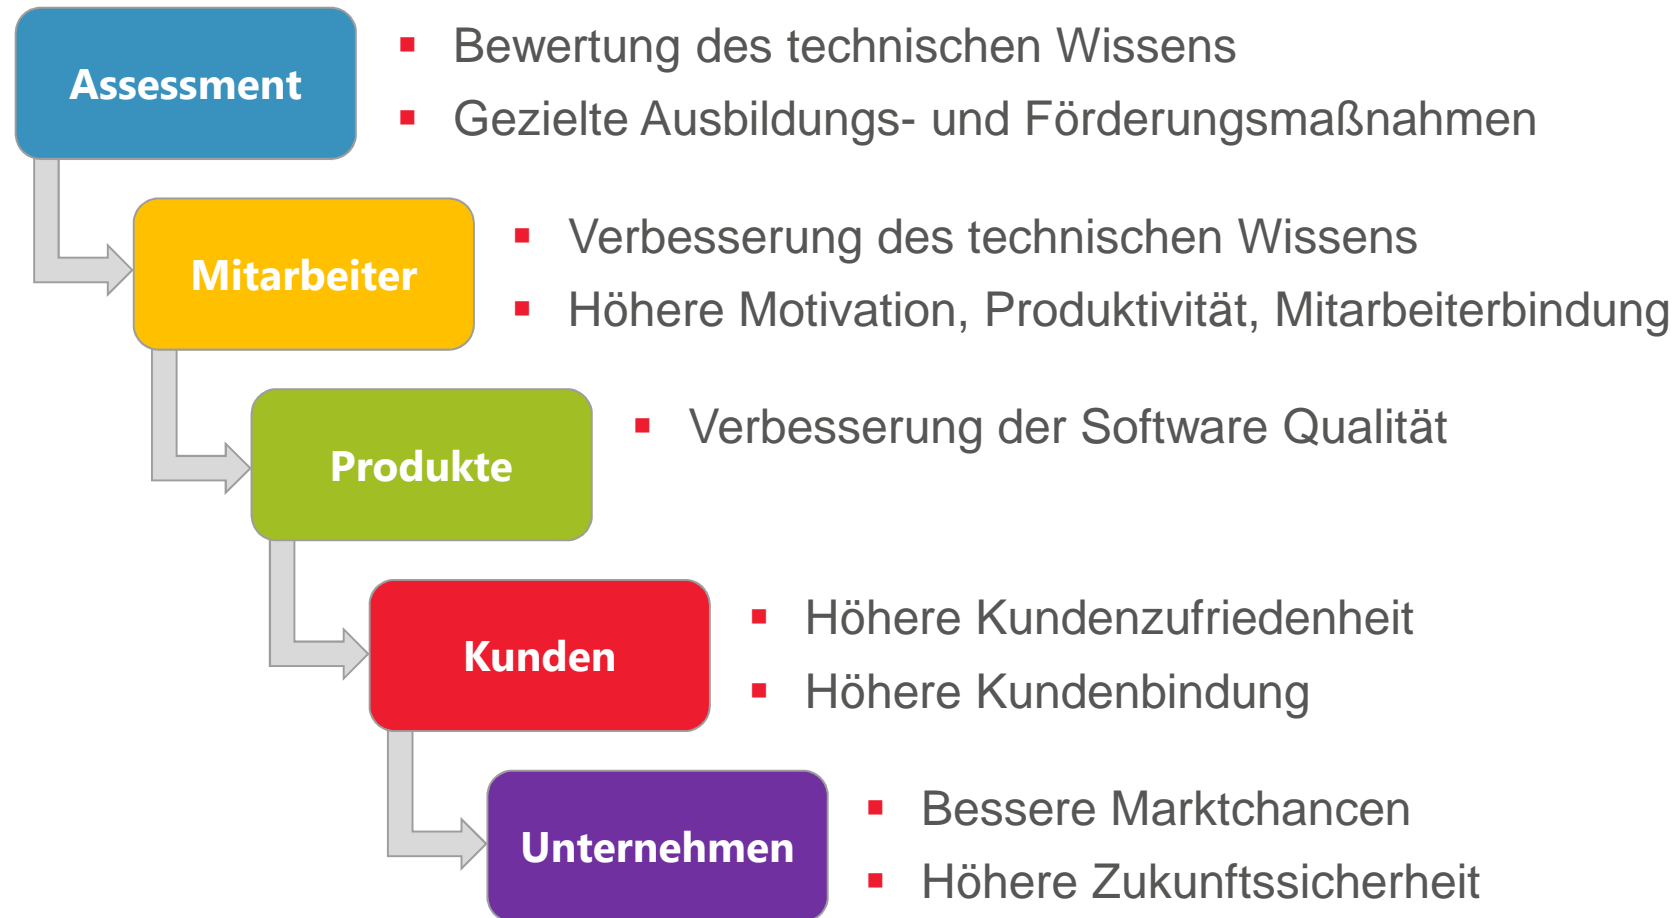 Assessment
Bewertung des technischen Wissens
Gezielte Ausbildungs- und Förderungsmaßnahmen
Mitarbeiter
Verbesserung des technischen Wissens
Höhere Motivation, Produktivität, Mitarbeiterbindung
Produkte
Verbesserung der Software Qualität
Kunden
Höhere Kundenzufriedenheit
Höhere Kundenbindung
Unternehmen
Bessere Marktchancen
Höhere Zukunftssicherheit